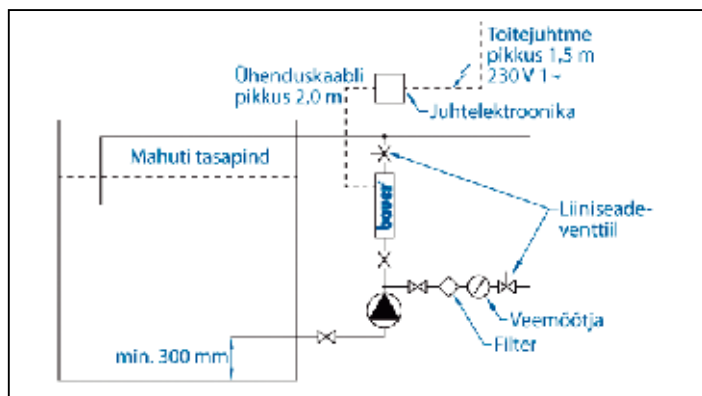 Toitejuhtme
pikkus 1,5 m
230 V 1~
Ühenduskaabli
pikkus 2,0 m
Juhtelektroonika
Mahuti tasapind
bauer
Liiniseade-
venttiil
Veemõõtja
Filter
min. 300 mm